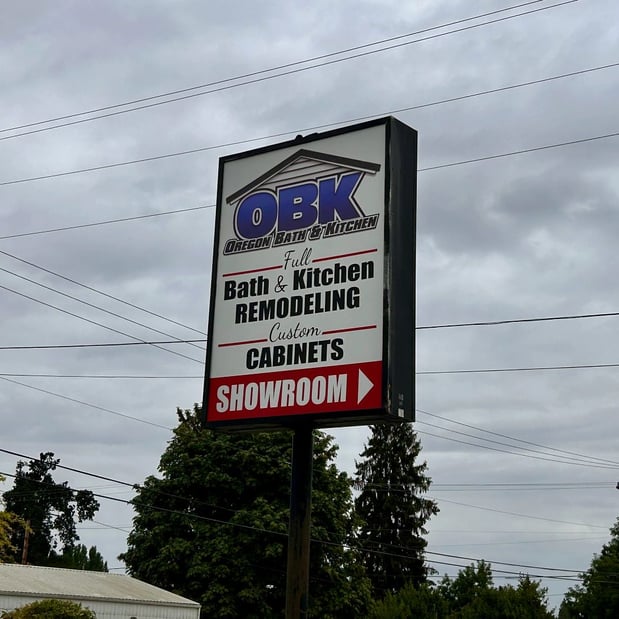 OBK
OREGON BATH & KITCHEN
Full
Bath & Kitchen
REMODELING
Custom
CABINETS
SHOWROOM